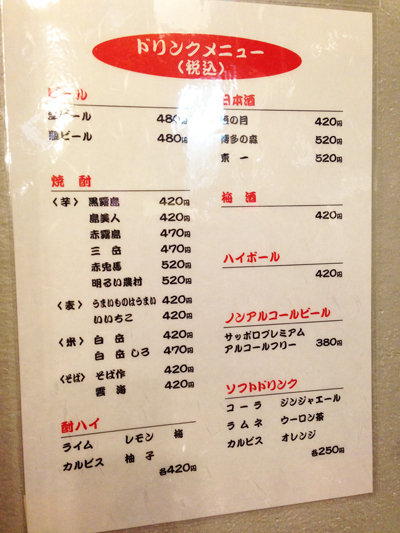 ドリンクメニュー
（税込）
ビール
生ビール 480円
瓶ビール 480円
焼酎
〈芋〉 黒霧島 420円
島美人 420円
赤霧島 470円
三岳 470円
赤兎馬 520円
明るい農村 520円
〈麦〉 うまいものはうまい 420円
いいちこ 420円
〈米〉 白岳 420円
白岳しろ 470円
〈そば〉 そば作 420円
雲海 420円
酎ハイ
ライム レモン 梅
カルピス 柚子
各420円
日本酒
の目 420円
博多の森 520円
東一 520円
梅酒
420円
ハイボール
420円
ノンアルコールビール
サッポロプレミアム
アルコールフリー 380円
ソフトドリンク
コーラ ジンジャエール
ラムネ ウーロン茶
カルピス オレンジ
各250円